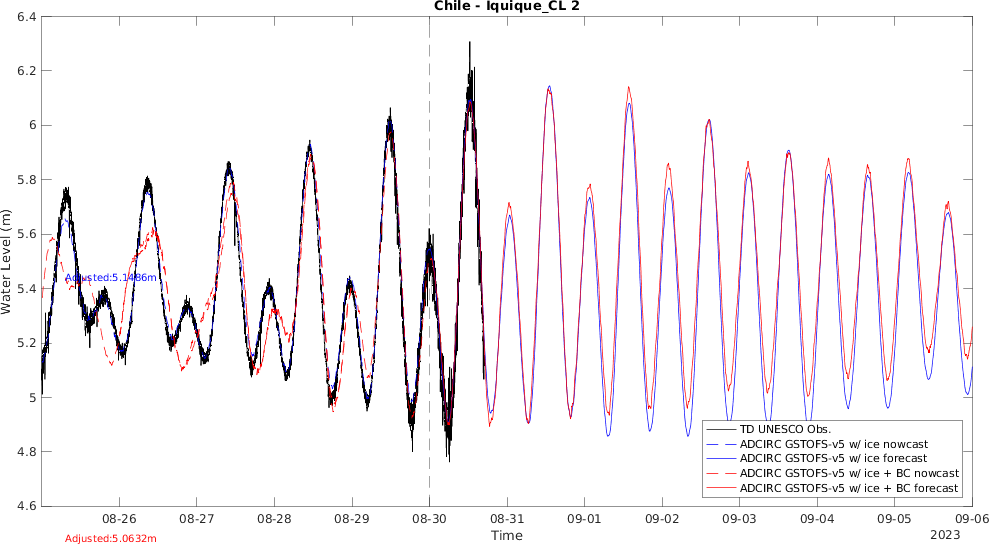 Chile - Iquique_CL 2
6.4
6.2
6
5.8
5.6
5.4
5.2
5
4.8
4.6
Water Level (m)
Adjusted:5.1486m
TD UNESCO Obs.
ADCIRC GSTOFS-v5 w/ ice nowcast
ADCIRC GSTOFS-v5 w/ ice forecast
ADCIRC GSTOFS-v5 w/ ice + BC nowcast
ADCIRC GSTOFS-v5 w/ ice + BC forecast
08-26 08-27 08-28 08-29 08-30 08-31 09-01 09-02 09-03 09-04 09-05 09-06
Time
2023
Adjusted:5.0632m